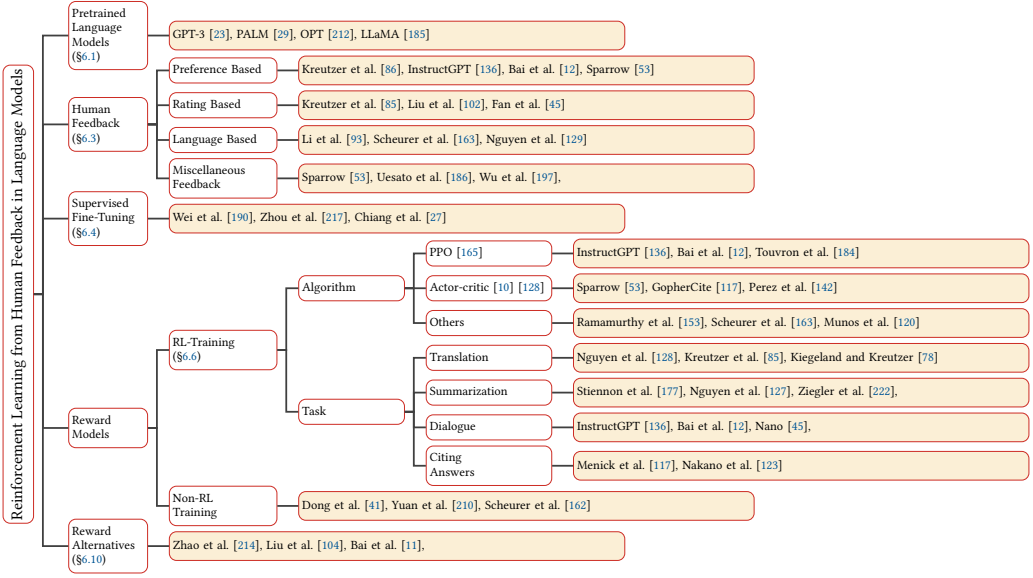 Reinforcement Learning from Human Feedback in Language Models
Pretrained
Language
Models
(§6.1)
GPT-3 [23], PALM [29], OPT [212], LLaMA [185]
Human
Feedback
(§6.3)
Preference Based
Kreutzer et al. [86], InstructGPT [136], Bai et al. [12], Sparrow [53]
Rating Based
Kreutzer et al. [85], Liu et al. [102], Fan et al. [45]
Language Based
Li et al. [93], Scheurer et al. [163], Nguyen et al. [129]
Miscellaneous
Feedback
Sparrow [53], Uesato et al. [186], Wu et al. [197],
Supervised
Fine-Tuning
(§6.4)
Wei et al. [190], Zhou et al. [217], Chiang et al. [27]
Reward
Models
RL-Training
(§6.6)
Algorithm
PPO [165]
InstructGPT [136], Bai et al. [12], Touvron et al. [184]
Actor-critic [10] [128]
Sparrow [53], GopherCite [117], Perez et al. [142]
Others
Ramamurthy et al. [153], Scheurer et al. [163], Munos et al. [120]
Task
Translation
Nguyen et al. [128], Kreutzer et al. [85], Kiegeland and Kreutzer [78]
Summarization
Stiennon et al. [177], Nguyen et al. [127], Ziegler et al. [222],
Dialogue
InstructGPT [136], Bai et al. [12], Nano [45],
Citing
Answers
Menick et al. [117], Nakano et al. [123]
Non-RL
Training
Dong et al. [41], Yuan et al. [210], Scheurer et al. [162]
Reward
Alternatives
(§6.10)
Zhao et al. [214], Liu et al. [104], Bai et al. [11],